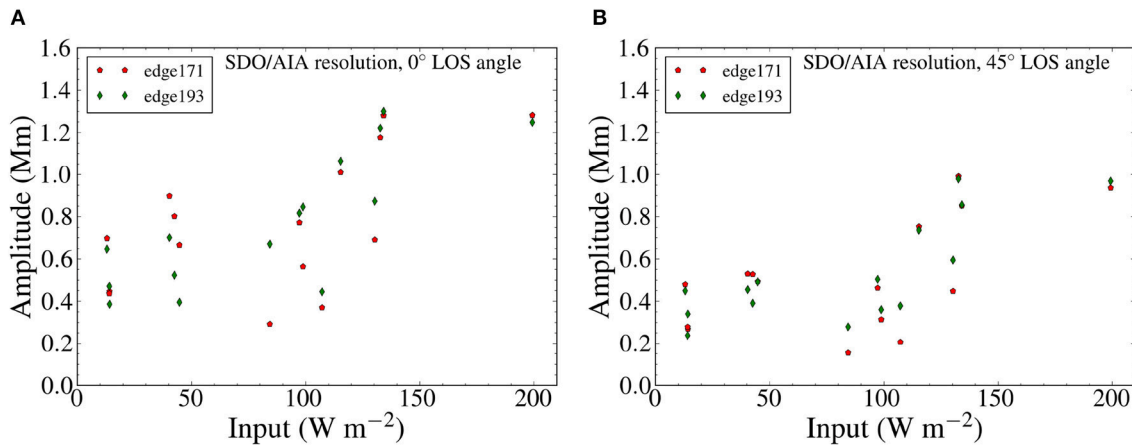 A
SDO/AIA resolution, 0° LOS angle
edge171
edge193
Amplitude (Mm)
1.6
1.4
1.2
1.0
0.8
0.6
0.4
0.2
0.0
0 50 100 150 200
Input (W m⁻²)
B
SDO/AIA resolution, 45° LOS angle
edge171
edge193
Amplitude (Mm)
1.6
1.4
1.2
1.0
0.8
0.6
0.4
0.2
0.0
0 50 100 150 200
Input (W m⁻²)